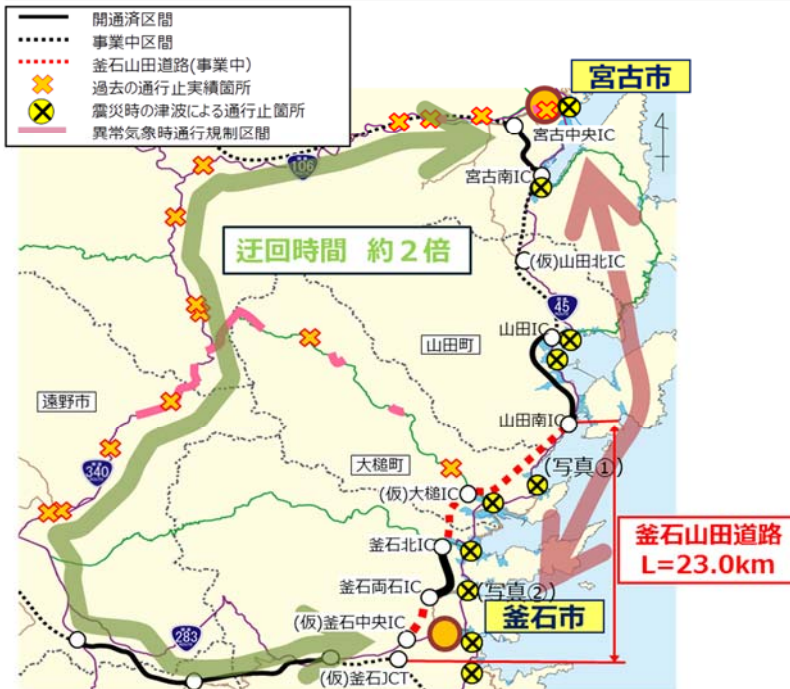 開通済区間
事業中区間
釜石山田道路(事業中)
過去の通行止実績箇所
震災時の津波による通行止箇所
異常気象時通行規制区間
宮古市
宮古中央IC
106
宮古南IC
迂回時間 約2倍
(仮)山田北IC
45
山田IC
山田町
遠野市
山田南IC
大槌町
340
(写真①)
(仮)大槌IC
釜石山田道路
L=23.0km
釜石北IC
釜石両石IC
(写真②)
釜石市
(仮)釜石中央IC
283
(仮)釜石JCT